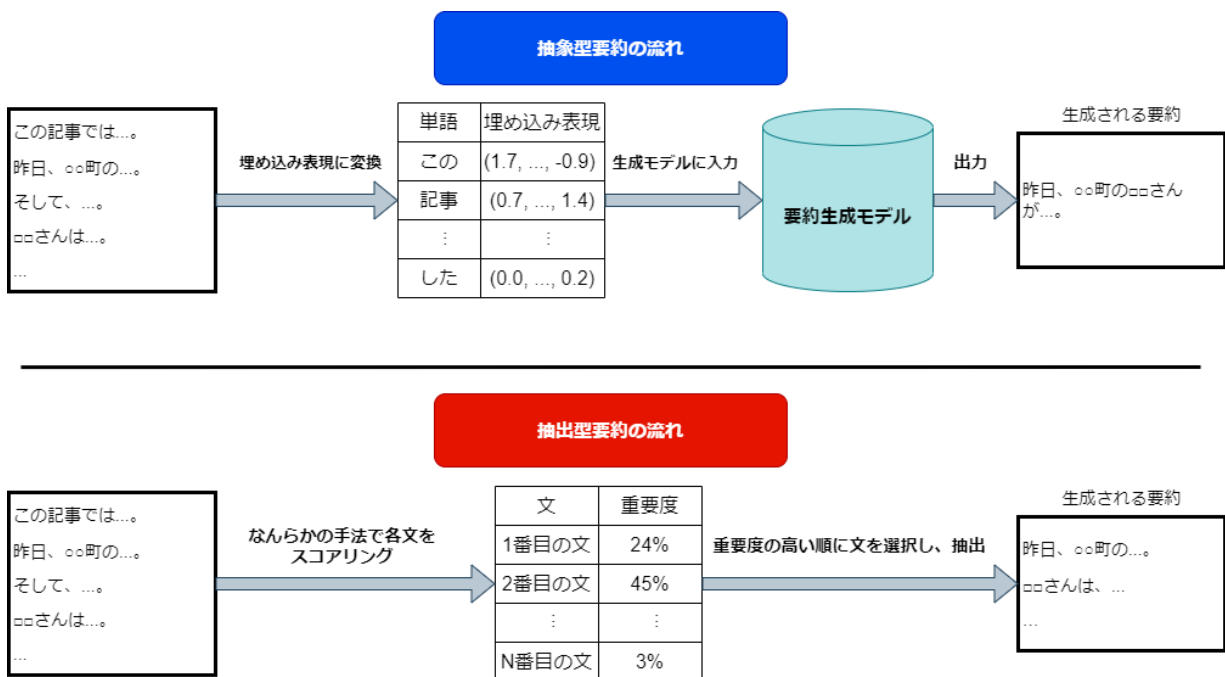 抽象型要約の流れ
この記事では...。
昨日、○○町の...。
そして、...。
□□さんは...。
...
埋め込み表現に変換
単語 埋め込み表現
この (1.7, ..., -0.9)
記事 (0.7, ..., 1.4)
⋮ ⋮
した (0.0, ..., 0.2)
生成モデルに入力
要約生成モデル
出力
生成される要約
昨日、○○町の□□さん
が...。
抽出型要約の流れ
この記事では...。
昨日、○○町の...。
そして、...。
□□さんは...。
...
なんらかの手法で各文を
スコアリング
文 重要度
1番目の文 24%
2番目の文 45%
⋮ ⋮
N番目の文 3%
重要度の高い順に文を選択し、抽出
生成される要約
昨日、○○町の...。
□□さんは、...
...